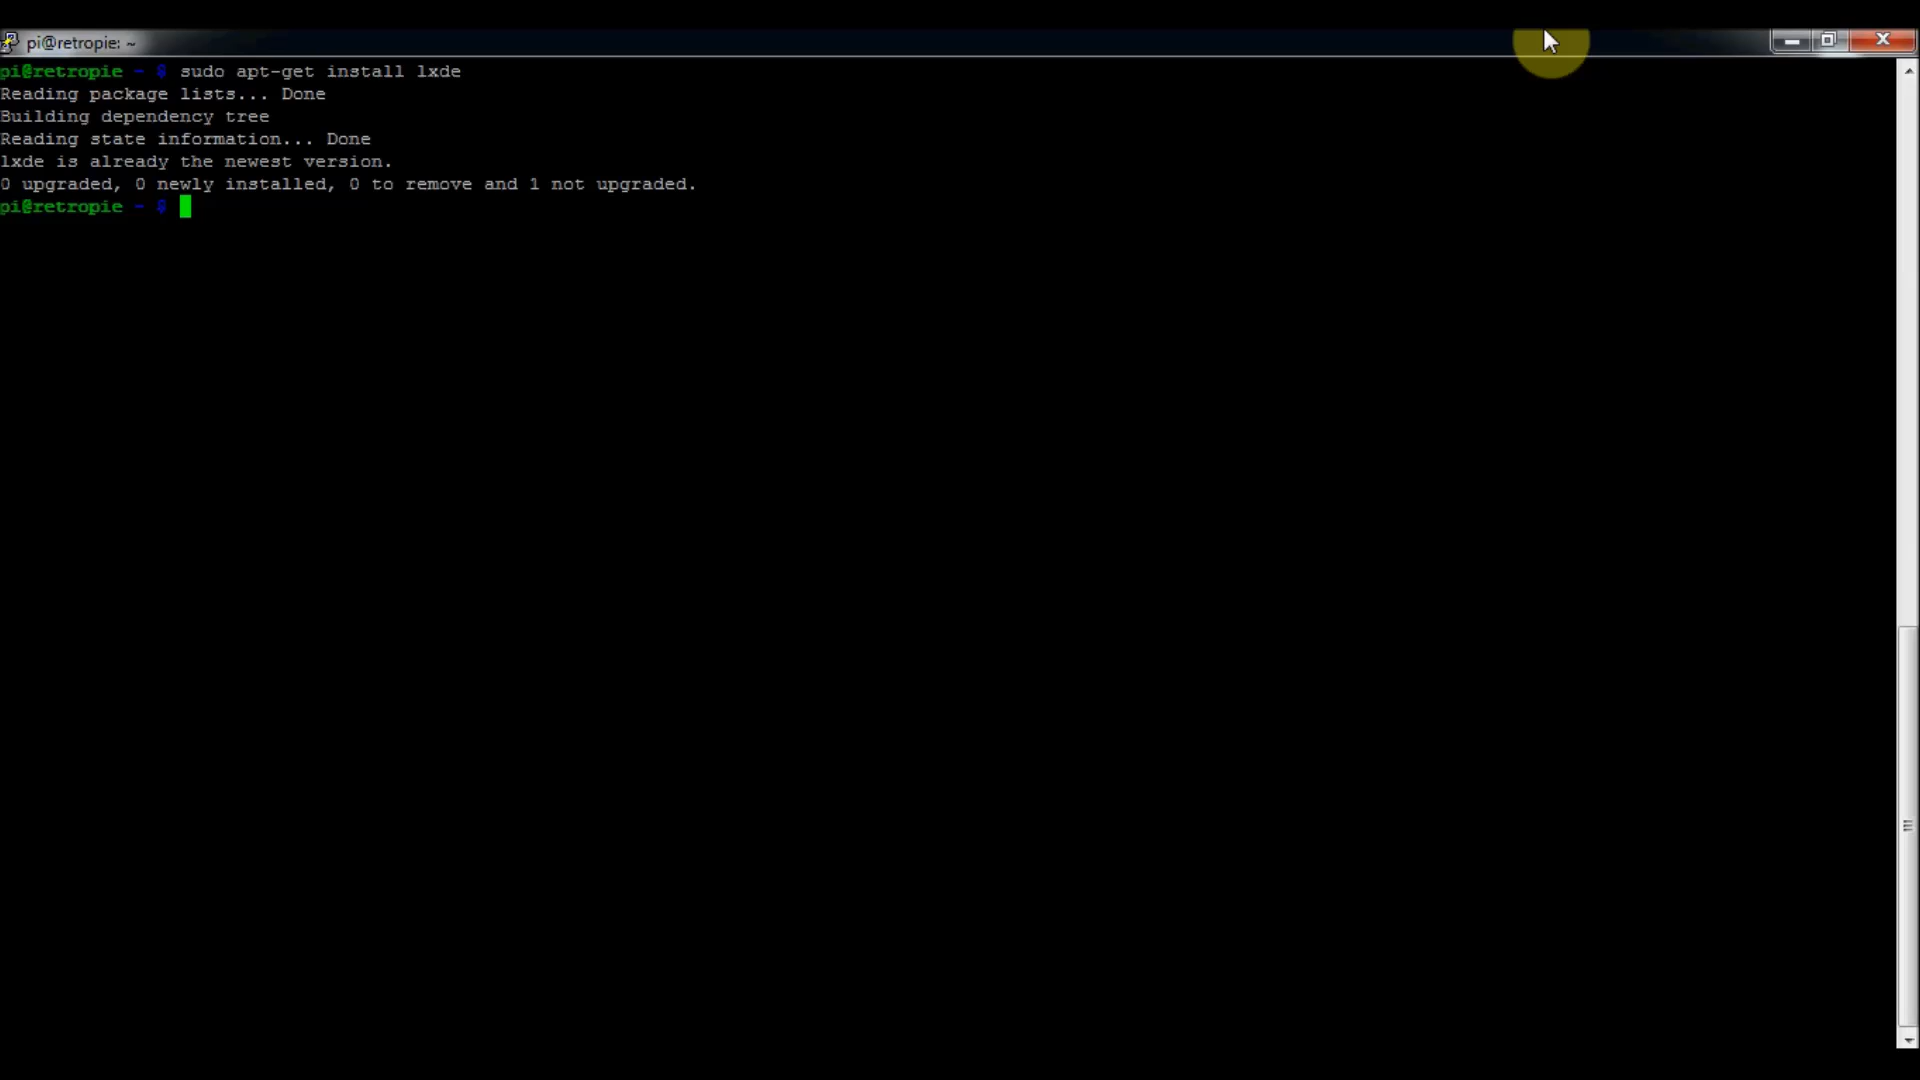 pi@retropie: ~
pi@retropie ~ $ sudo apt-get install lxde
Reading package lists... Done
Building dependency tree
Reading state information... Done
lxde is already the newest version.
0 upgraded, 0 newly installed, 0 to remove and 1 not upgraded.
pi@retropie ~ $